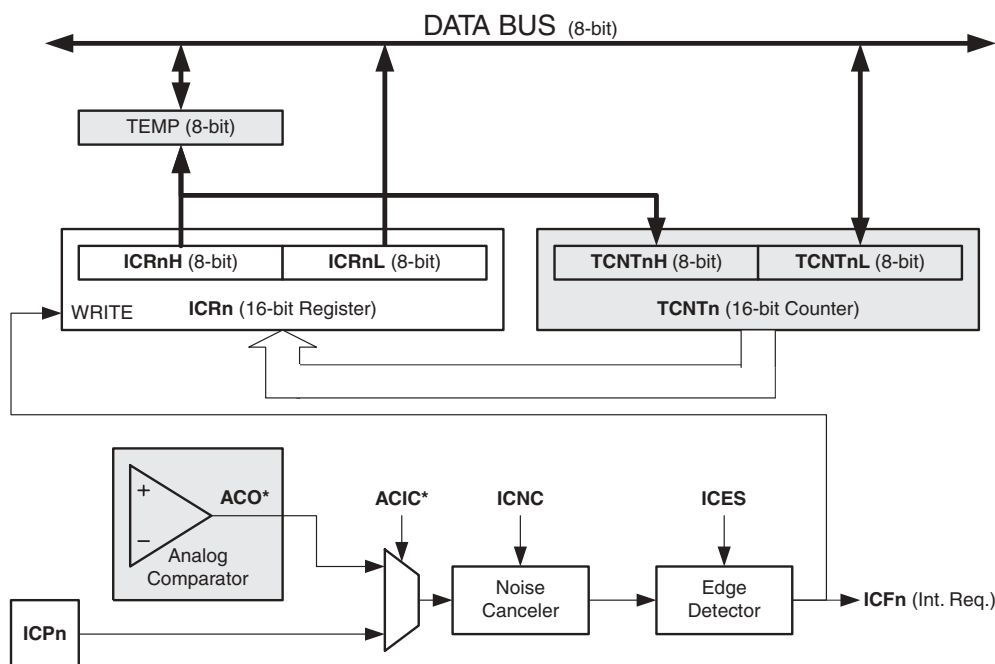 DATA BUS (8-bit)
TEMP (8-bit)
ICRnH (8-bit)
ICRnL (8-bit)
TCNTnH (8-bit)
TCNTnL (8-bit)
WRITE
ICRn (16-bit Register)
TCNTn (16-bit Counter)
+
−
ACO*
Analog
Comparator
ACIC*
ICNC
ICES
Noise
Canceler
Edge
Detector
ICFn (Int. Req.)
ICPn